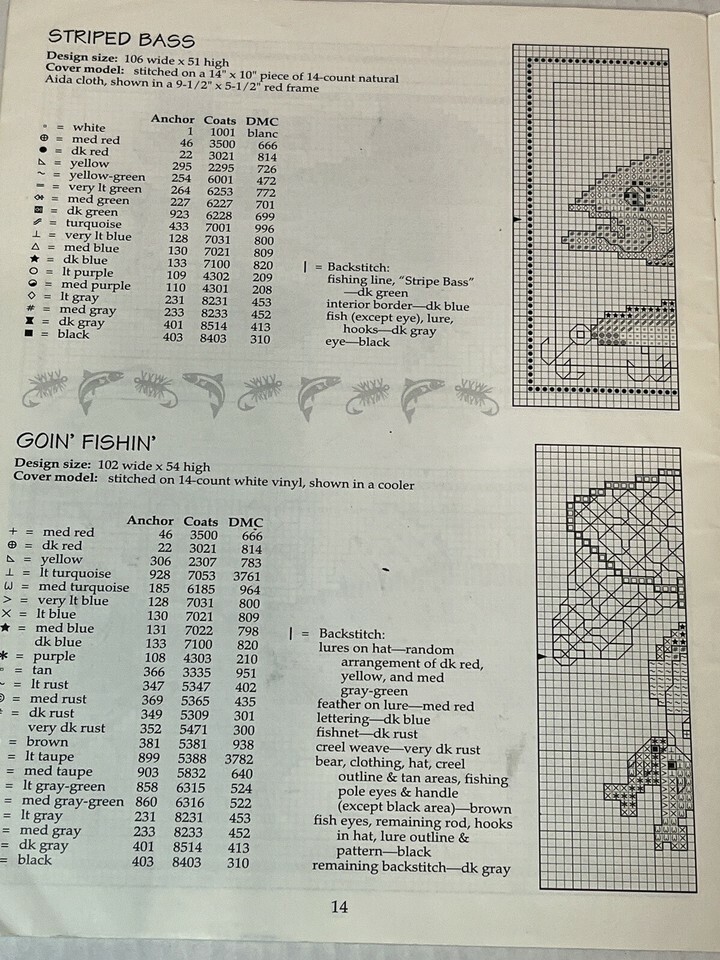 STRIPED BASS
Design size: 106 wide x 51 high
Cover model: stitched on a 14" x 10" piece of 14-count natural
Aida cloth, shown in a 9-1/2" x 5-1/2" red frame
Anchor Coats DMC
▫ = white 1 1001 blanc
⊕ = med red 46 3500 666
● = dk red 22 3021 814
◺ = yellow 295 2295 726
~ = yellow-green 254 6001 472
= = very lt green 264 6253 772
= med green 227 6227 701
⊠ = dk green 923 6228 699
= turquoise 433 7001 996
⊥ = very lt blue 128 7031 800
△ = med blue 130 7021 809
★ = dk blue 133 7100 820
○ = lt purple 109 4302 209
= med purple 110 4301 208
◇ = lt gray 231 8231 453
# = med gray 233 8233 452
= dk gray 401 8514 413
■ = black 403 8403 310
| = Backstitch:
fishing line, "Stripe Bass"
—dk green
interior border—dk blue
fish (except eye), lure,
hooks—dk gray
eye—black
GOIN' FISHIN'
Design size: 102 wide x 54 high
Cover model: stitched on 14-count white vinyl, shown in a cooler
Anchor Coats DMC
+ = med red 46 3500 666
⊕ = dk red 22 3021 814
◺ = yellow 306 2307 783
⊥ = lt turquoise 928 7053 3761
ω = med turquoise 185 6185 964
> = very lt blue 128 7031 800
✕ = lt blue 130 7021 809
★ = med blue 131 7022 798
dk blue 133 7100 820
✱ = purple 108 4303 210
= tan 366 3335 951
~ = lt rust 347 5347 402
= med rust 369 5365 435
= dk rust 349 5309 301
very dk rust 352 5471 300
= brown 381 5381 938
= lt taupe 899 5388 3782
= med taupe 903 5832 640
= lt gray-green 858 6315 524
= med gray-green 860 6316 522
= lt gray 231 8231 453
= med gray 233 8233 452
= dk gray 401 8514 413
= black 403 8403 310
| = Backstitch:
lures on hat—random
arrangement of dk red,
yellow, and med
gray-green
feather on lure—med red
lettering—dk blue
fishnet—dk rust
creel weave—very dk rust
bear, clothing, hat, creel
outline & tan areas, fishing
pole eyes & handle
(except black area)—brown
fish eyes, remaining rod, hooks
in hat, lure outline &
pattern—black
remaining backstitch—dk gray
14